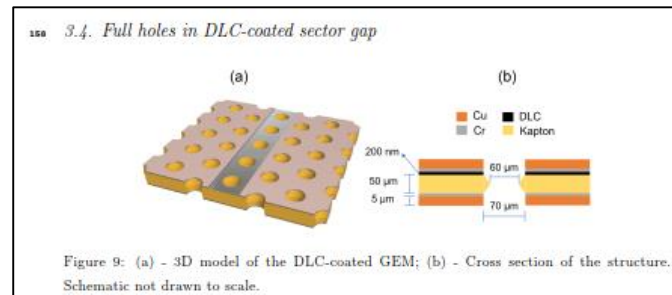 158 3.4. Full holes in DLC-coated sector gap
(a)
(b)
Cu DLC
Cr Kapton
200 nm
60 μm
50 μm
5 μm
70 μm
Figure 9: (a) - 3D model of the DLC-coated GEM; (b) - Cross section of the structure.
Schematic not drawn to scale.